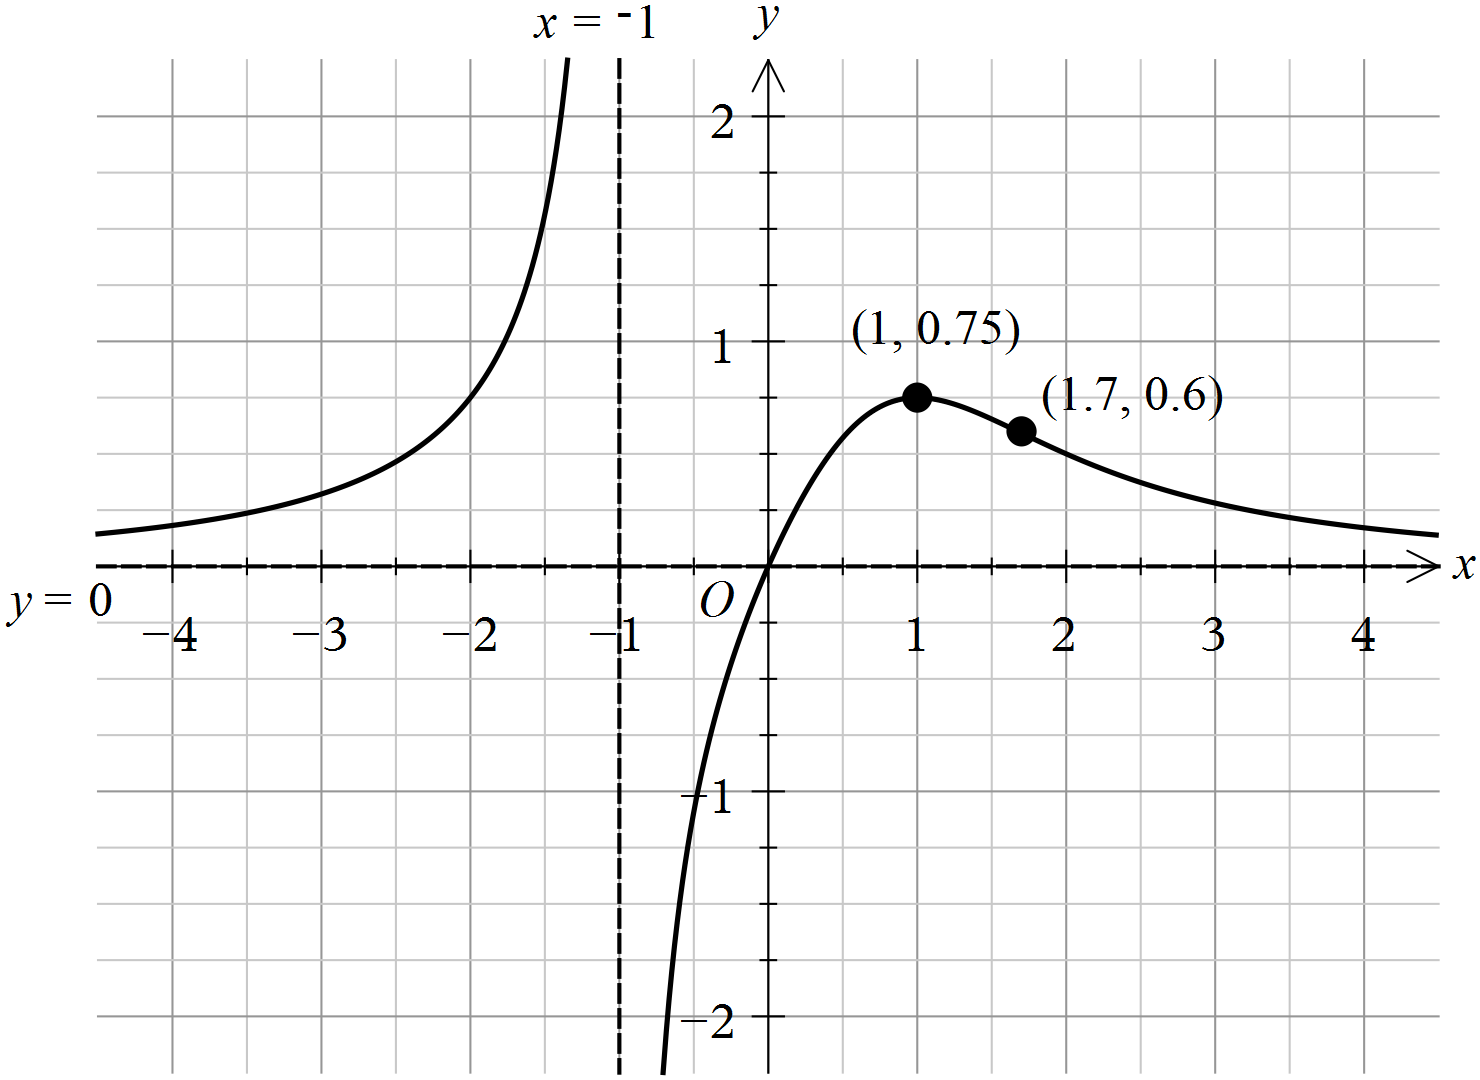 x = -1
y
2
1
(1, 0.75)
(1.7, 0.6)
x
y = 0
O
−4 −3 −2 −1 1 2 3 4
−1
−2